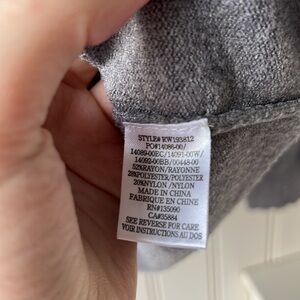 STYLE# RW193812
PO#14086-00/
14089-00EC/14091-00W/
14092-00BB/00448-00
52%RAYON/RAYONNE
28%POLYESTER/POLYESTER
20%NYLON/NYLON
MADE IN CHINA
FABRIQUE EN CHINE
RN#135090
CA#35884
SEE REVERSE FOR CARE
VOIR INSTRUCTIONS AU DOS